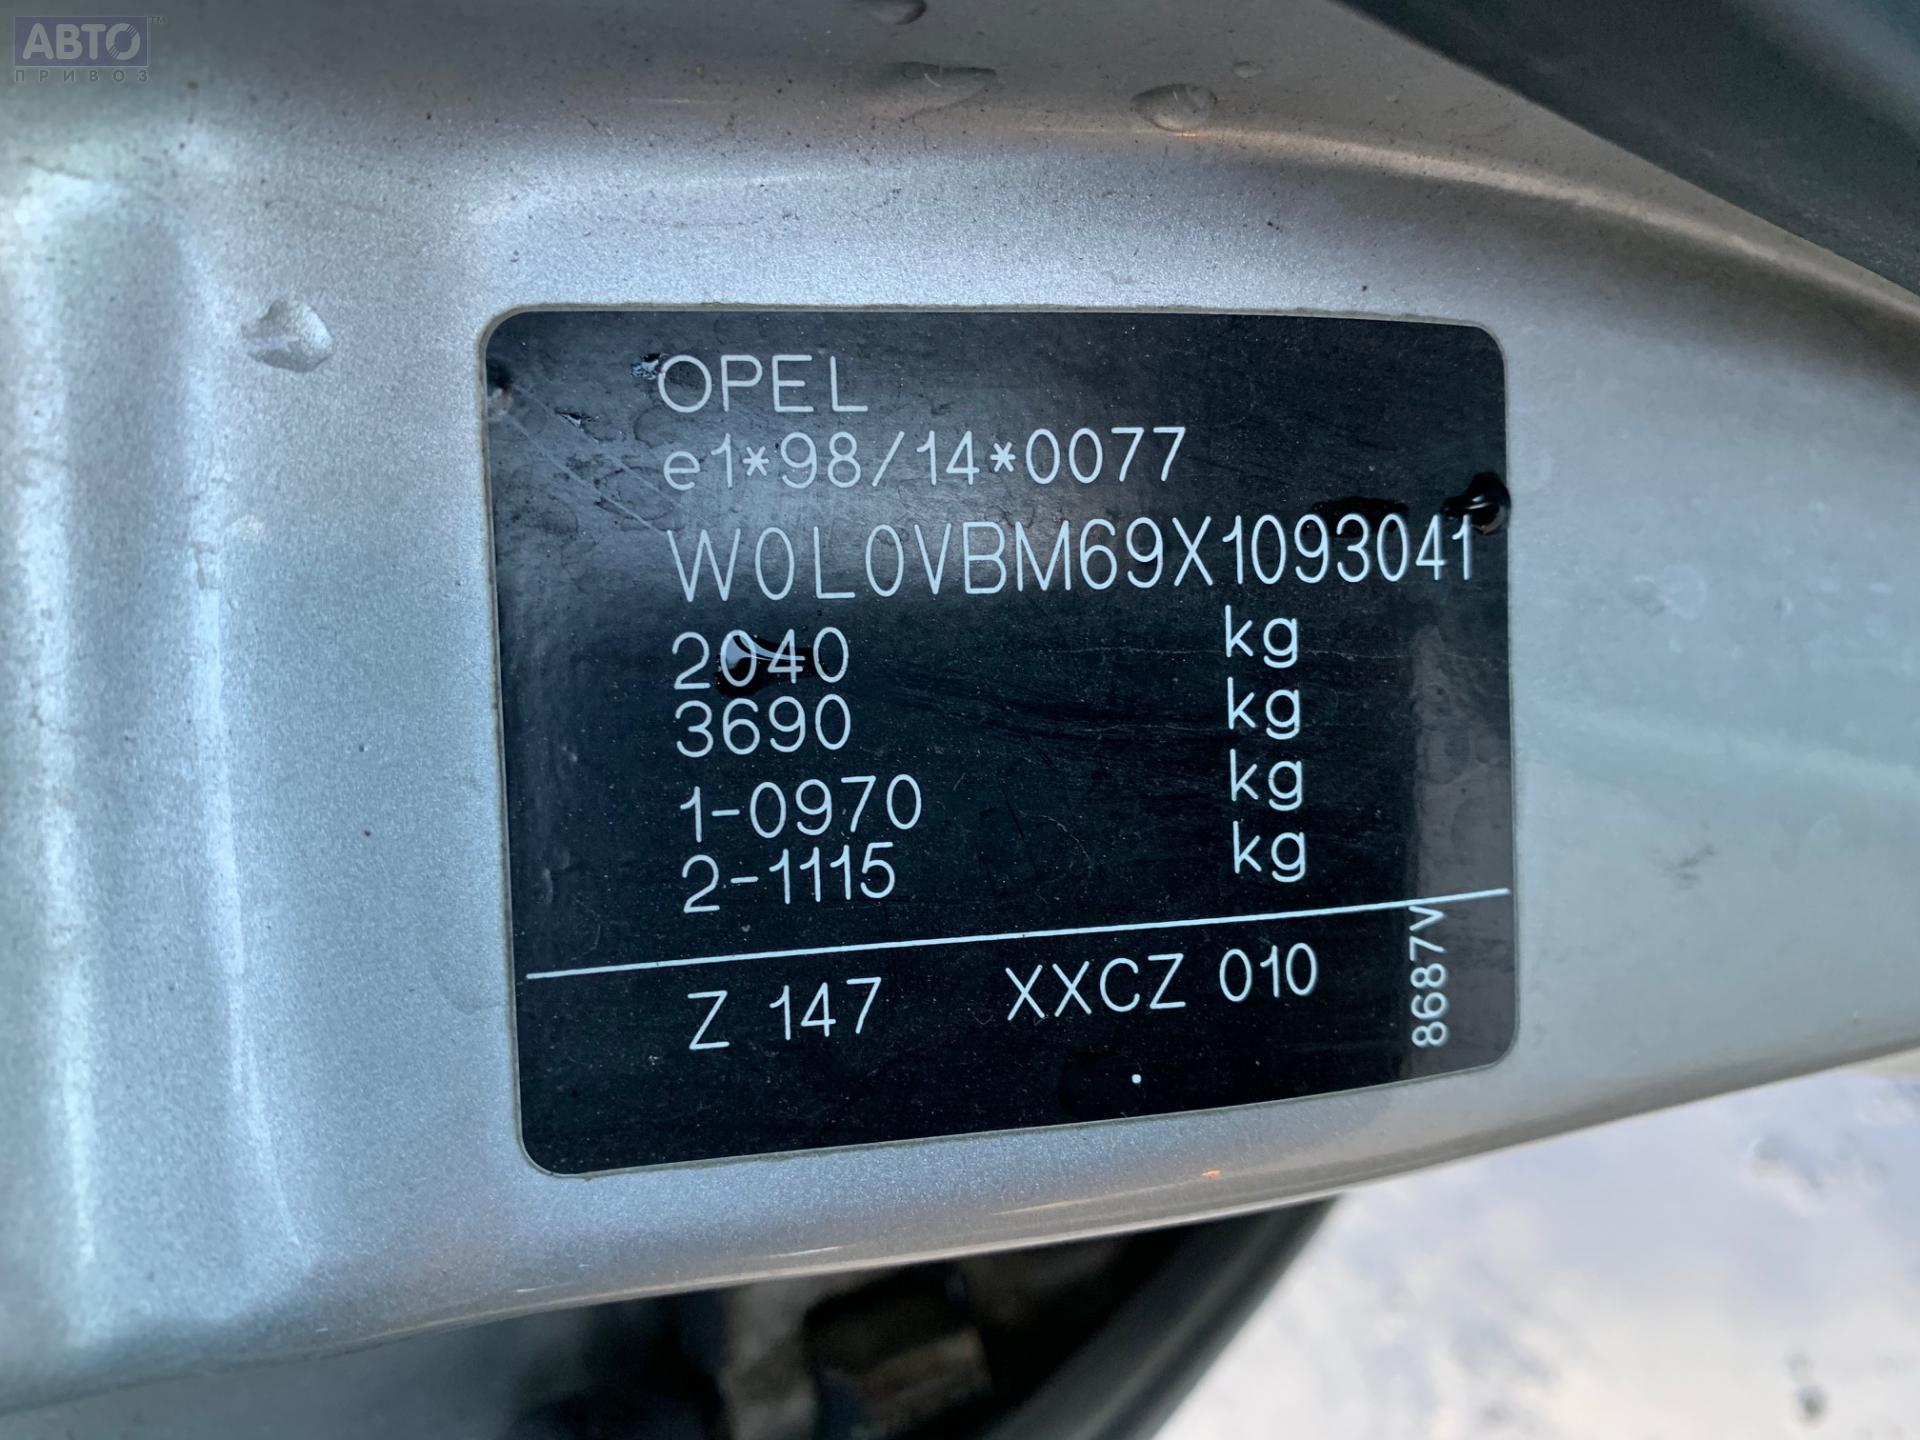 АВТО™
ПРИВОЗ
OPEL
e1*98/14*0077
W0L0VBM69X1093041
2040 kg
3690 kg
1-0970 kg
2-1115 kg
Z 147 XXCZ 010
8687V